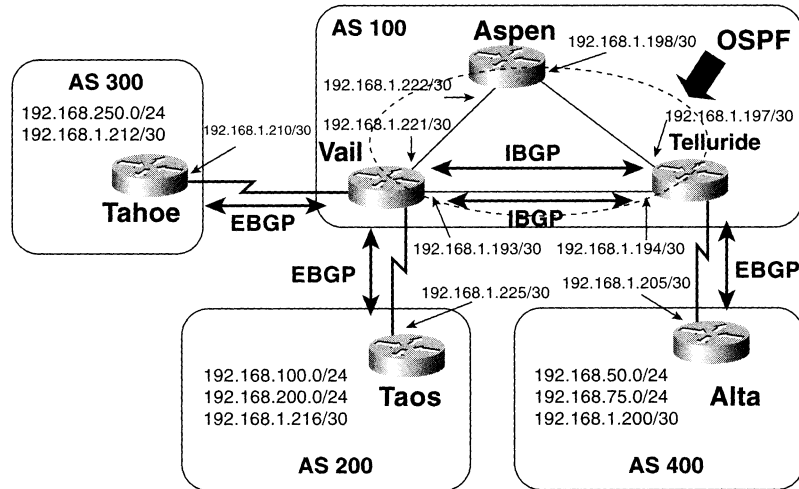 AS 100
Aspen
192.168.1.198/30
OSPF
AS 300
192.168.250.0/24
192.168.1.212/30
192.168.1.222/30
192.168.1.210/30
192.168.1.221/30
192.168.1.197/30
Vail
Telluride
IBGP
Tahoe
EBGP
IBGP
192.168.1.193/30
192.168.1.194/30
EBGP
EBGP
192.168.1.225/30
192.168.1.205/30
192.168.100.0/24
192.168.200.0/24
192.168.1.216/30
Taos
192.168.50.0/24
192.168.75.0/24
192.168.1.200/30
Alta
AS 200
AS 400